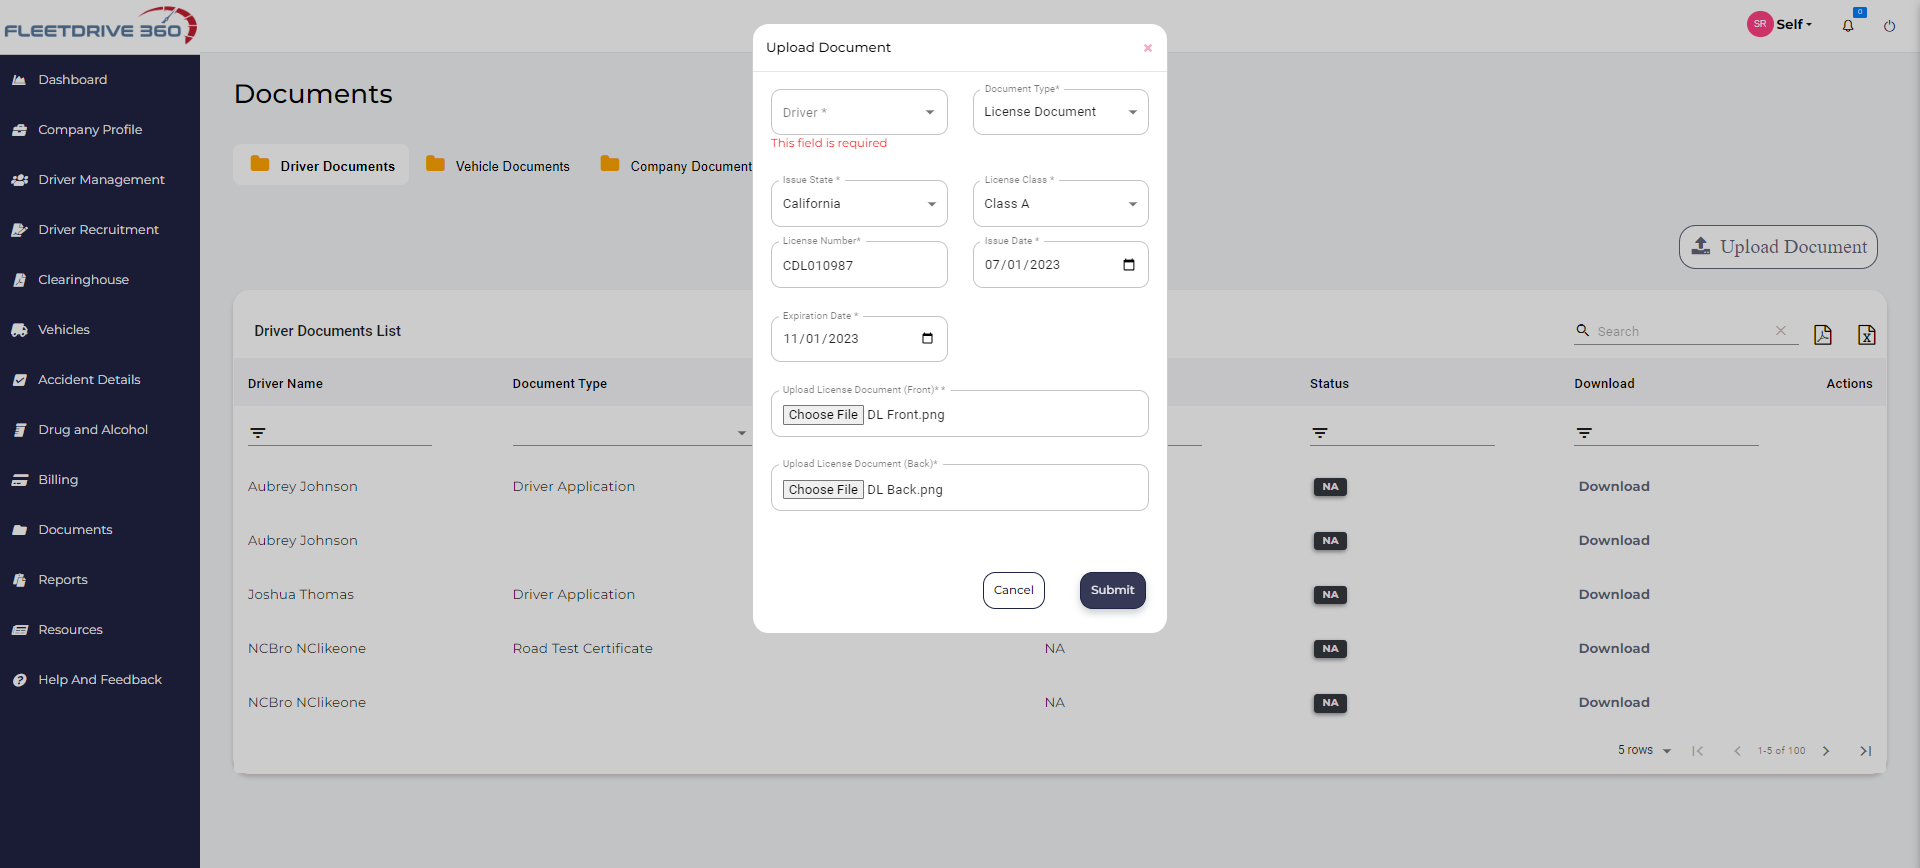 FLEETDRIVE 360
SR Self
0
Dashboard
Company Profile
Driver Management
Driver Recruitment
Clearinghouse
Vehicles
Accident Details
Drug and Alcohol
Billing
Documents
Reports
Resources
Help And Feedback
Documents
Driver Documents
Vehicle Documents
Company Document
Upload Document
Driver Documents List
Search
Driver Name
Document Type
Status
Download
Actions
Aubrey Johnson
Driver Application
NA
Download
Aubrey Johnson
NA
Download
Joshua Thomas
Driver Application
NA
Download
NCBro NClikeone
Road Test Certificate
NA
NA
Download
NCBro NClikeone
NA
NA
Download
5 rows
1-5 of 100
Upload Document
Driver *
This field is required
Document Type*
License Document
Issue State *
California
License Class *
Class A
License Number*
CDL010987
Issue Date *
07/01/2023
Expiration Date *
11/01/2023
Upload License Document (Front)* *
Choose File DL Front.png
Upload License Document (Back)*
Choose File DL Back.png
Cancel
Submit